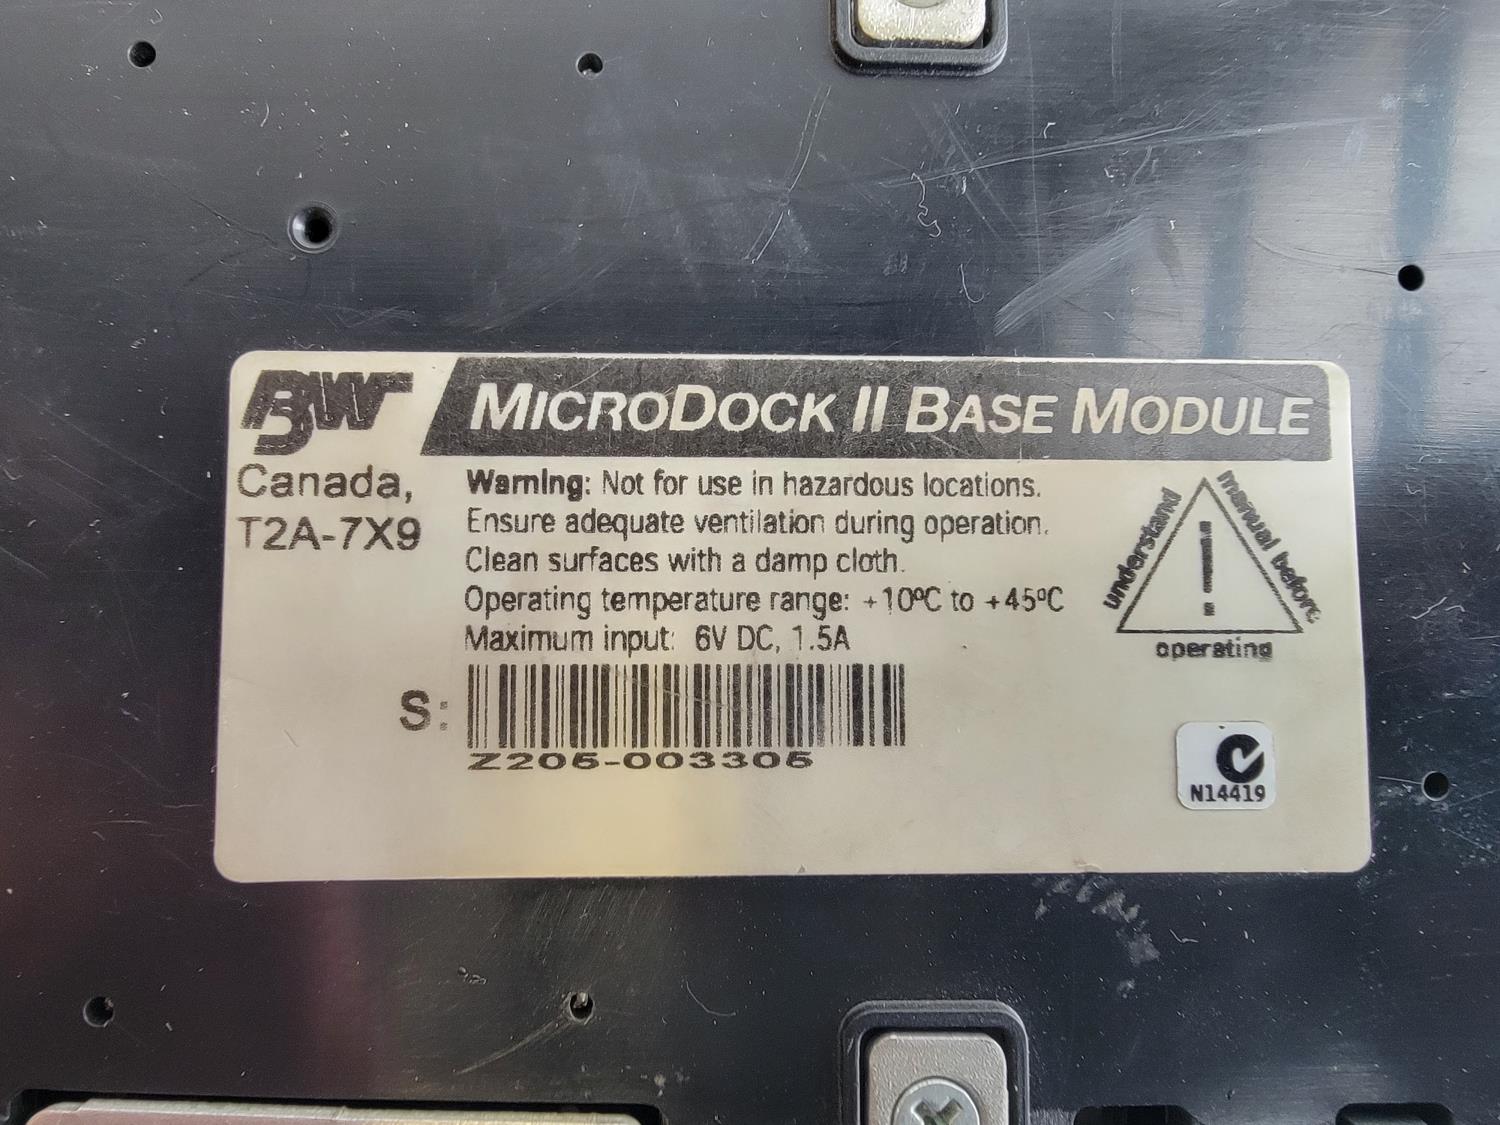 BW
MICRODOCK II BASE MODULE
Canada,
T2A-7X9
Warning: Not for use in hazardous locations.
Ensure adequate ventilation during operation.
Clean surfaces with a damp cloth.
Operating temperature range: +10ºC to +45ºC
Maximum input: 6V DC, 1.5A
understand
manual before
!
operating
S:
Z205-003305
N14419